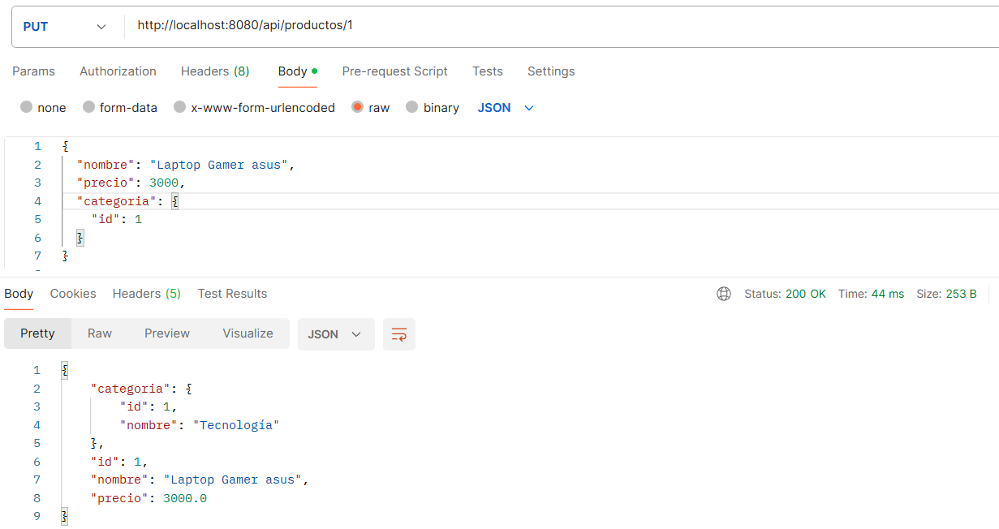 PUT http://localhost:8080/api/productos/1
Params Authorization Headers (8) Body Pre-request Script Tests Settings
none form-data x-www-form-urlencoded raw binary JSON
1 {
2 "nombre": "Laptop Gamer asus",
3 "precio": 3000,
4 "categoria": {
5 "id": 1
6 }
7 }
Body Cookies Headers (5) Test Results Status: 200 OK Time: 44 ms Size: 253 B
Pretty Raw Preview Visualize JSON
1 {
2 "categoria": {
3 "id": 1,
4 "nombre": "Tecnología"
5 },
6 "id": 1,
7 "nombre": "Laptop Gamer asus",
8 "precio": 3000.0
9 }